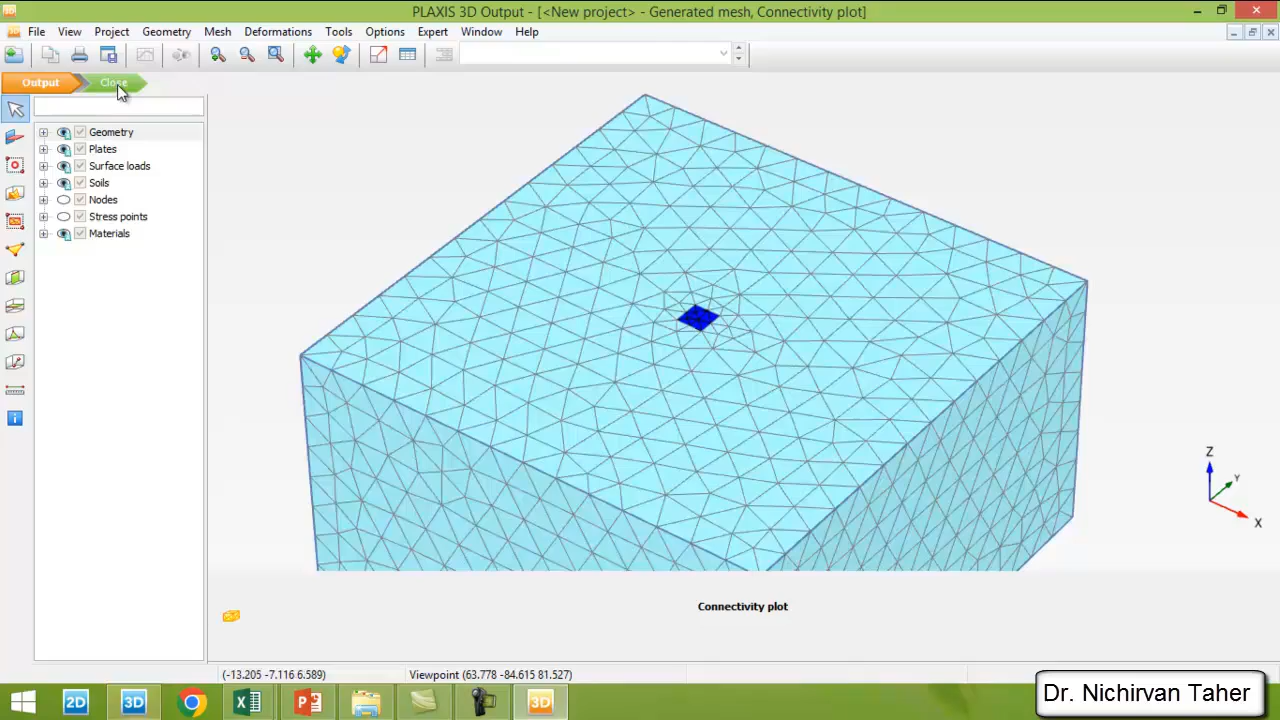 PLAXIS 3D Output - [<New project> - Generated mesh, Connectivity plot]
File View Project Geometry Mesh Deformations Tools Options Expert Window Help
Output Close
Geometry
Plates
Surface loads
Soils
Nodes
Stress points
Materials
Z
Y
X
Connectivity plot
(-13.205 -7.116 6.589) Viewpoint (63.778 -84.615 81.527)
2D 3D 3D
Dr. Nichirvan Taher